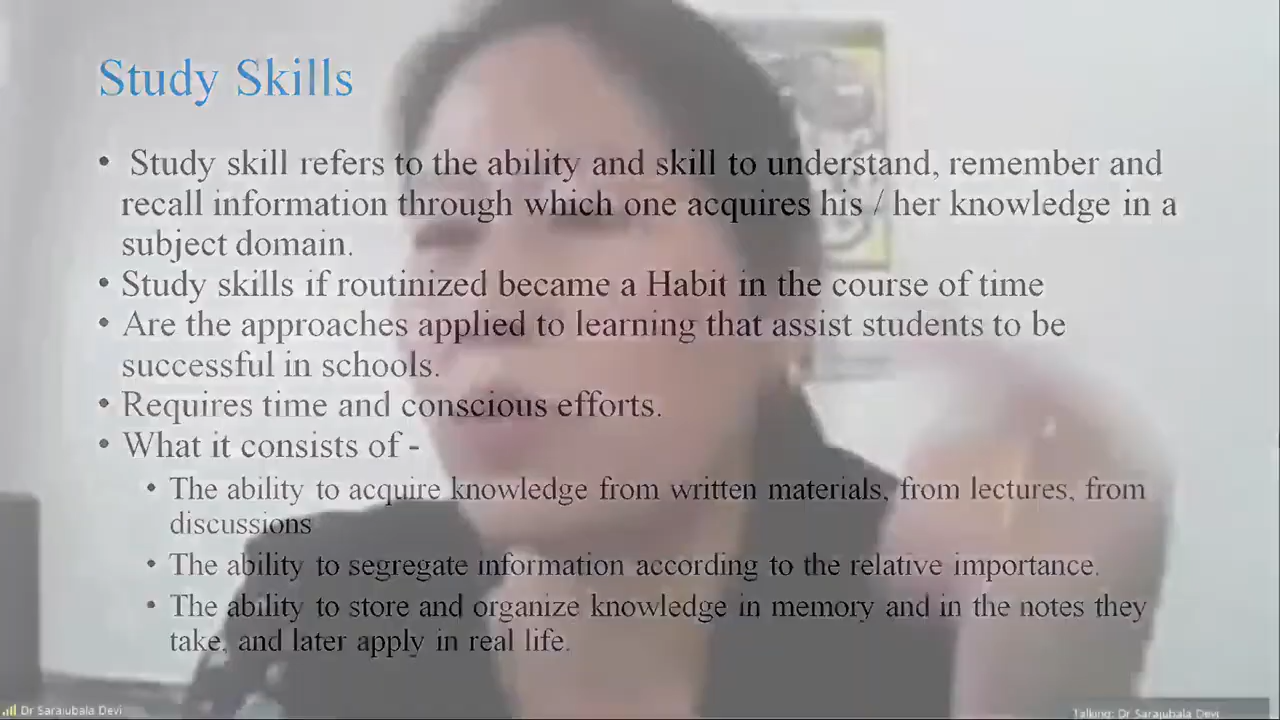 Study Skills
• Study skill refers to the ability and skill to understand, remember and
recall information through which one acquires his / her knowledge in a
subject domain.
• Study skills if routinized became a Habit in the course of time
• Are the approaches applied to learning that assist students to be
successful in schools.
• Requires time and conscious efforts.
• What it consists of -
• The ability to acquire knowledge from written materials, from lectures, from
discussions
• The ability to segregate information according to the relative importance.
• The ability to store and organize knowledge in memory and in the notes they
take, and later apply in real life.
Dr Sarajubala Devi
Talking: Dr Sarajubala Devi